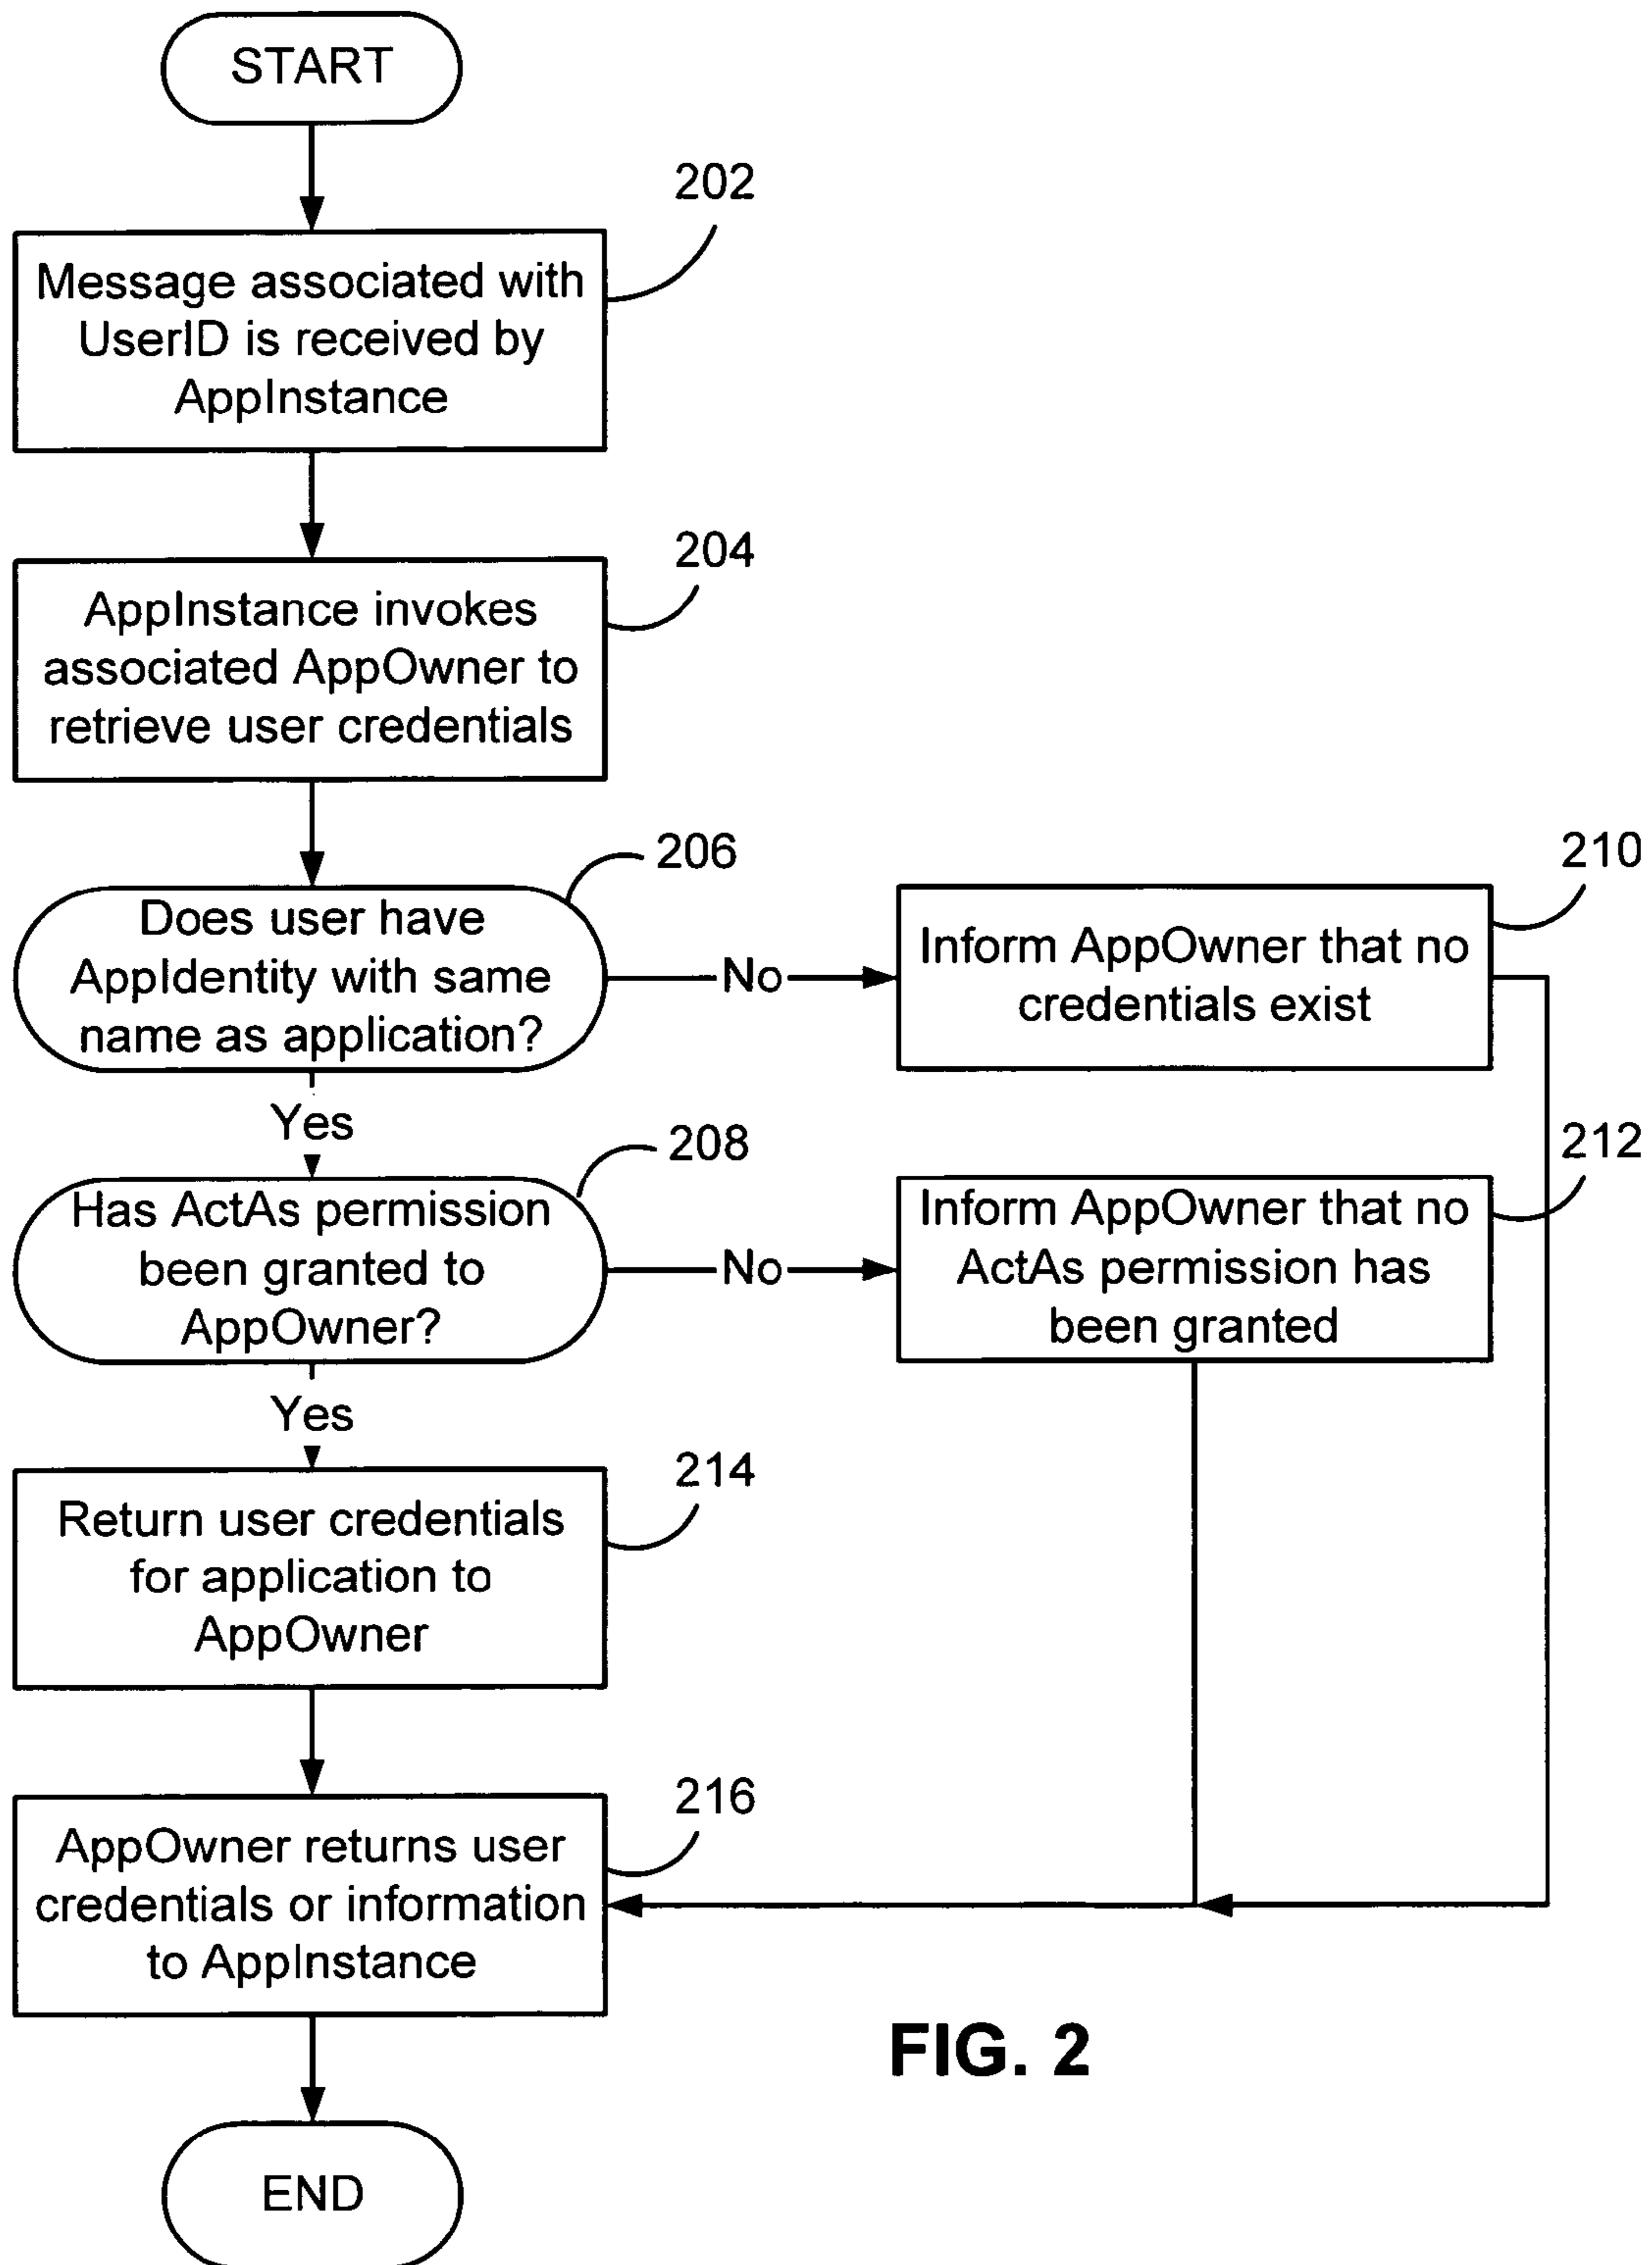 START
202
Message associated with
UserID is received by
AppInstance
204
AppInstance invokes
associated AppOwner to
retrieve user credentials
206
Does user have
AppIdentity with same
name as application?
No
210
Inform AppOwner that no
credentials exist
Yes
208
Has ActAs permission
been granted to
AppOwner?
No
212
Inform AppOwner that no
ActAs permission has
been granted
Yes
214
Return user credentials
for application to
AppOwner
216
AppOwner returns user
credentials or information
to AppInstance
FIG. 2
END